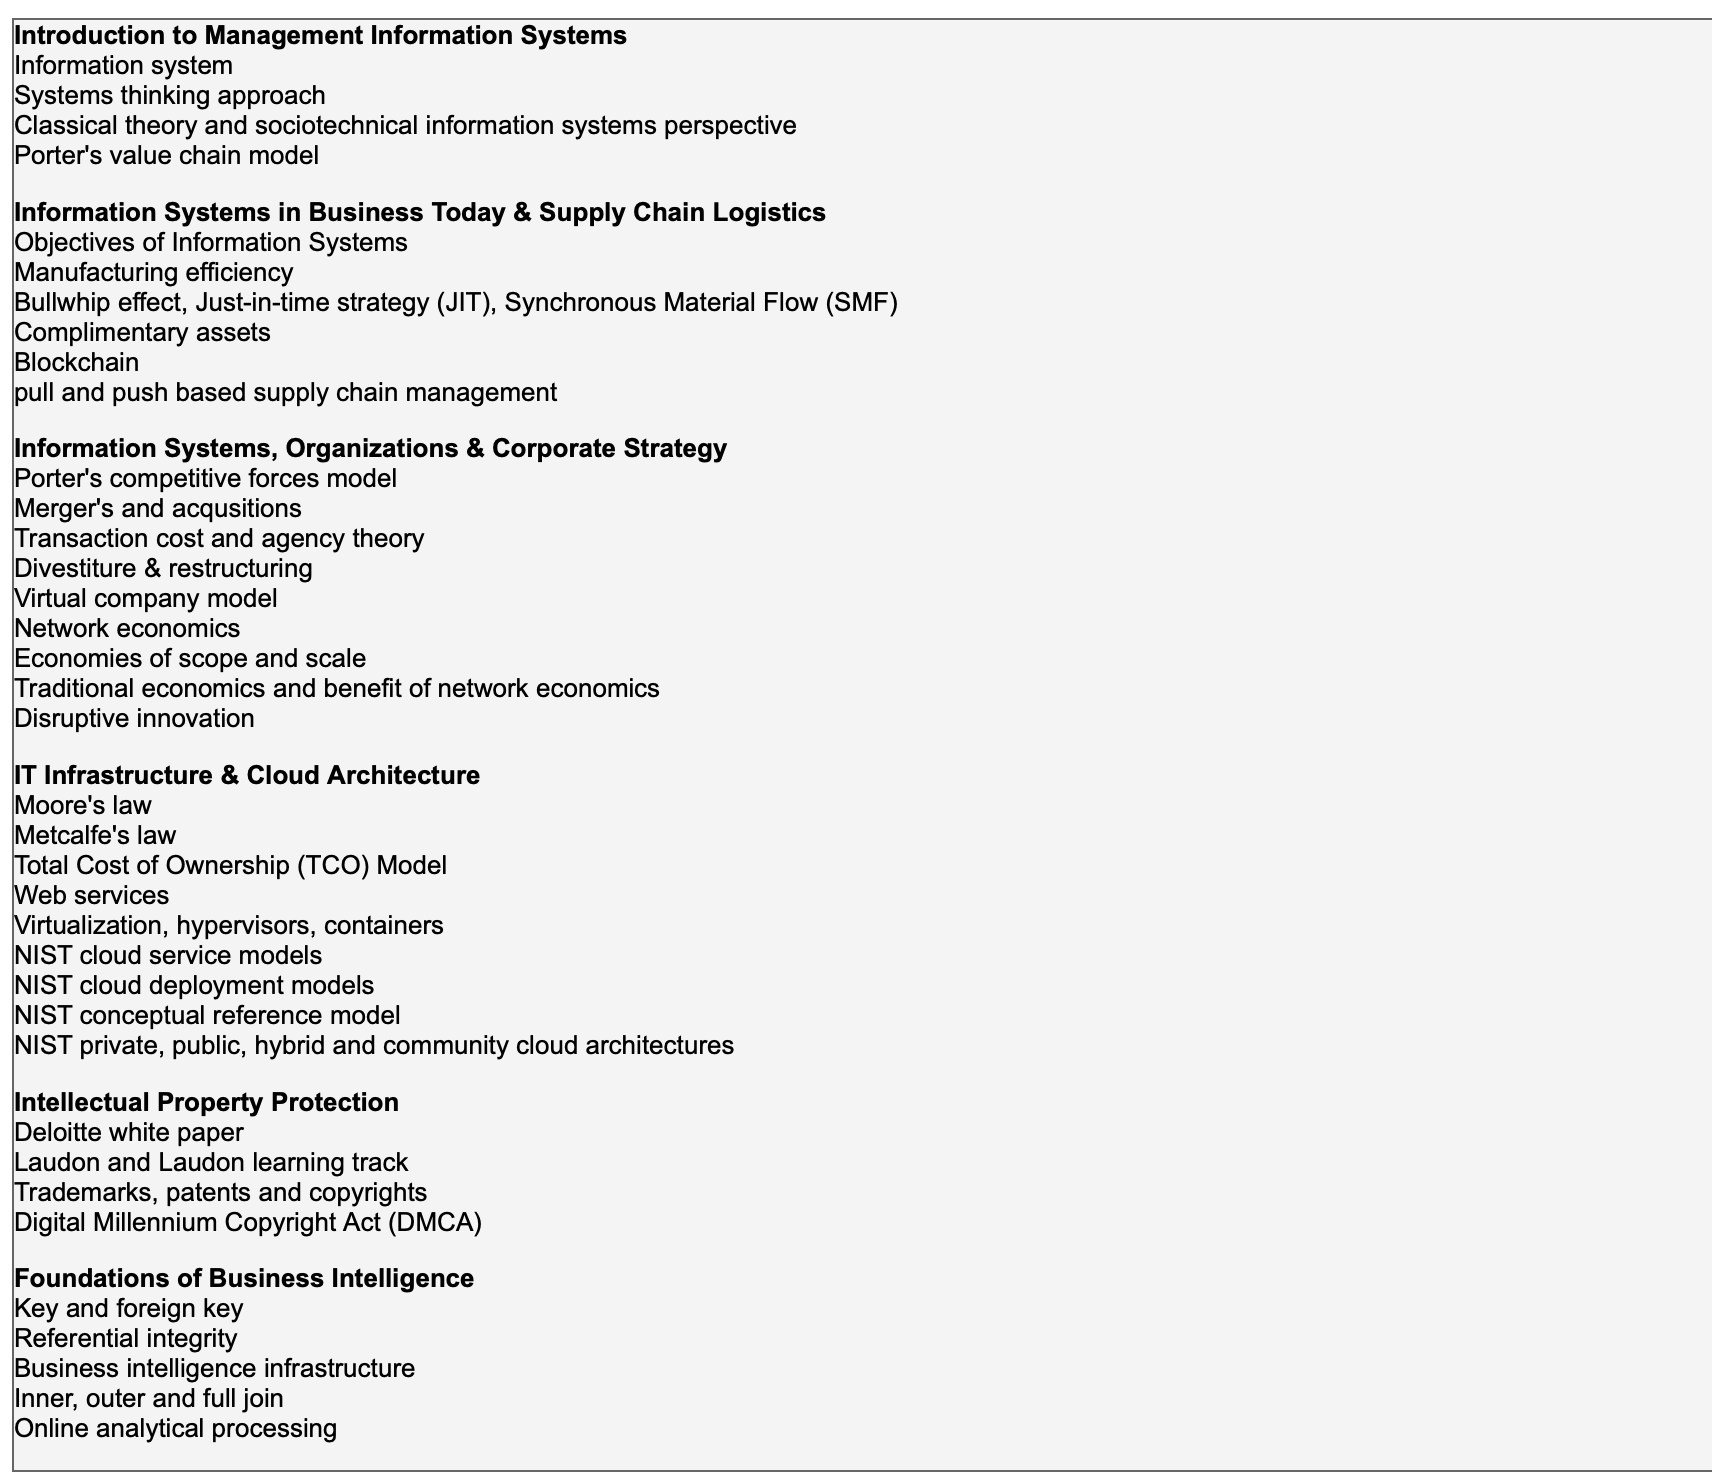 Introduction to Management Information Systems
Information system
Systems thinking approach
Classical theory and sociotechnical information systems perspective
Porter's value chain model
Information Systems in Business Today & Supply Chain Logistics
Objectives of Information Systems
Manufacturing efficiency
Bullwhip effect, Just-in-time strategy (JIT), Synchronous Material Flow (SMF)
Complimentary assets
Blockchain
pull and push based supply chain management
Information Systems, Organizations & Corporate Strategy
Porter's competitive forces model
Merger's and acqusitions
Transaction cost and agency theory
Divestiture & restructuring
Virtual company model
Network economics
Economies of scope and scale
Traditional economics and benefit of network economics
Disruptive innovation
IT Infrastructure & Cloud Architecture
Moore's law
Metcalfe's law
Total Cost of Ownership (TCO) Model
Web services
Virtualization, hypervisors, containers
NIST cloud service models
NIST cloud deployment models
NIST conceptual reference model
NIST private, public, hybrid and community cloud architectures
Intellectual Property Protection
Deloitte white paper
Laudon and Laudon learning track
Trademarks, patents and copyrights
Digital Millennium Copyright Act (DMCA)
Foundations of Business Intelligence
Key and foreign key
Referential integrity
Business intelligence infrastructure
Inner, outer and full join
Online analytical processing